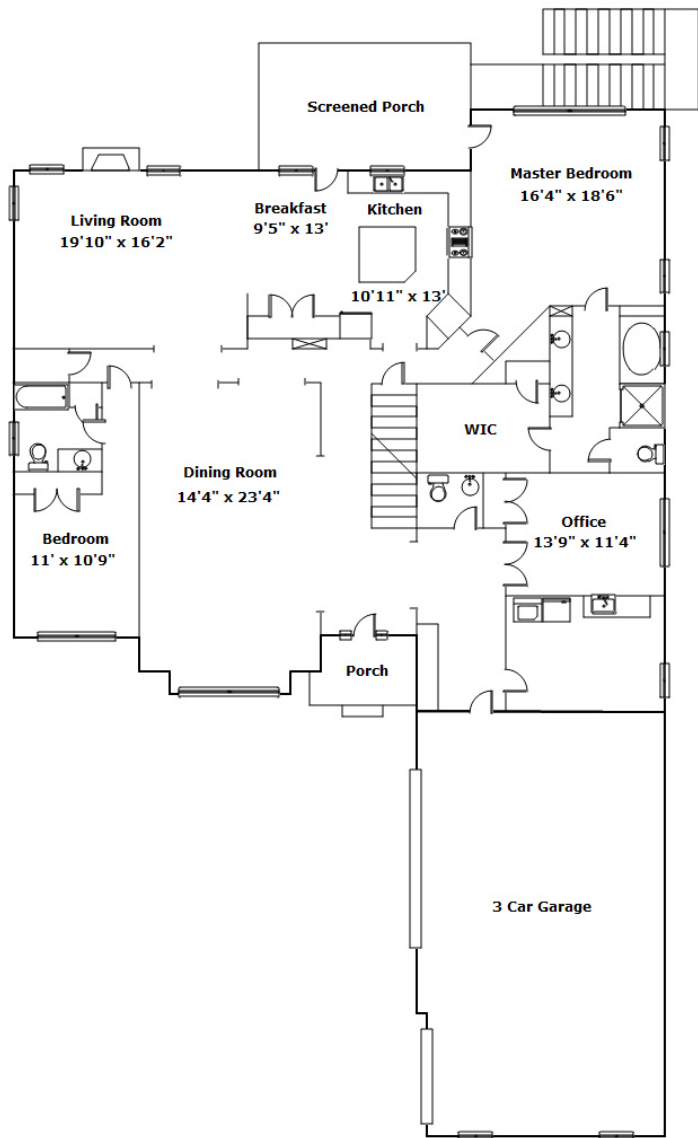 Screened Porch
Master Bedroom
16'4" x 18'6"
Living Room
19'10" x 16'2"
Breakfast
9'5" x 13'
Kitchen
10'11" x 13'
WIC
Dining Room
14'4" x 23'4"
Bedroom
11' x 10'9"
Office
13'9" x 11'4"
Porch
3 Car Garage